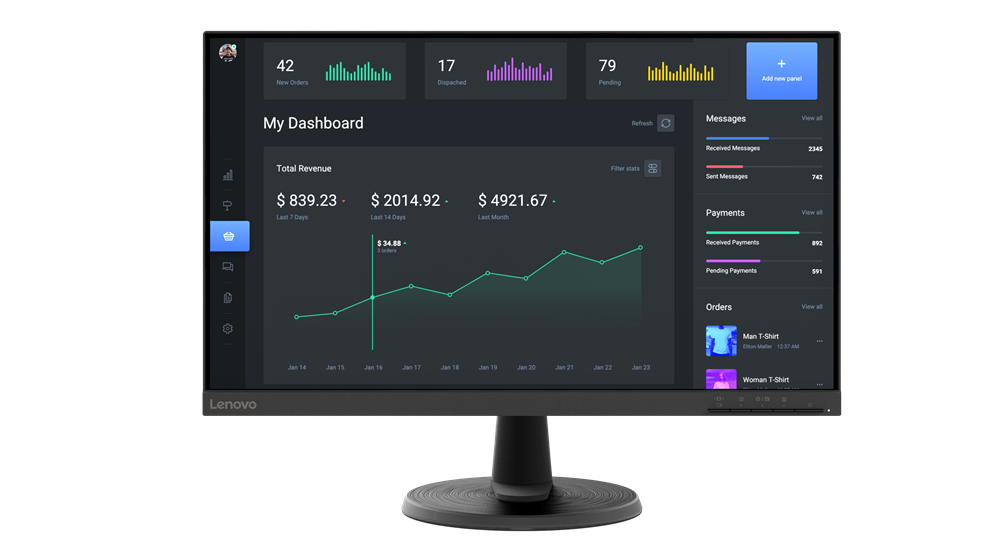 42
New Orders
17
Dispached
79
Pending
+
Add new panel
My Dashboard
Refresh
Total Revenue
Filter stats
$ 839.23
Last 7 Days
$ 2014.92
Last 14 Days
$ 4921.67
Last Month
$ 34.88
3 orders
Jan 14 Jan 15 Jan 16 Jan 17 Jan 18 Jan 19 Jan 20 Jan 21 Jan 22 Jan 23
Messages View all
Received Messages 2345
Sent Messages 742
Payments View all
Received Payments 892
Pending Payments 591
Orders View all
Man T-Shirt ...
12:37 AM
Woman T-Shirt ...
Lenovo